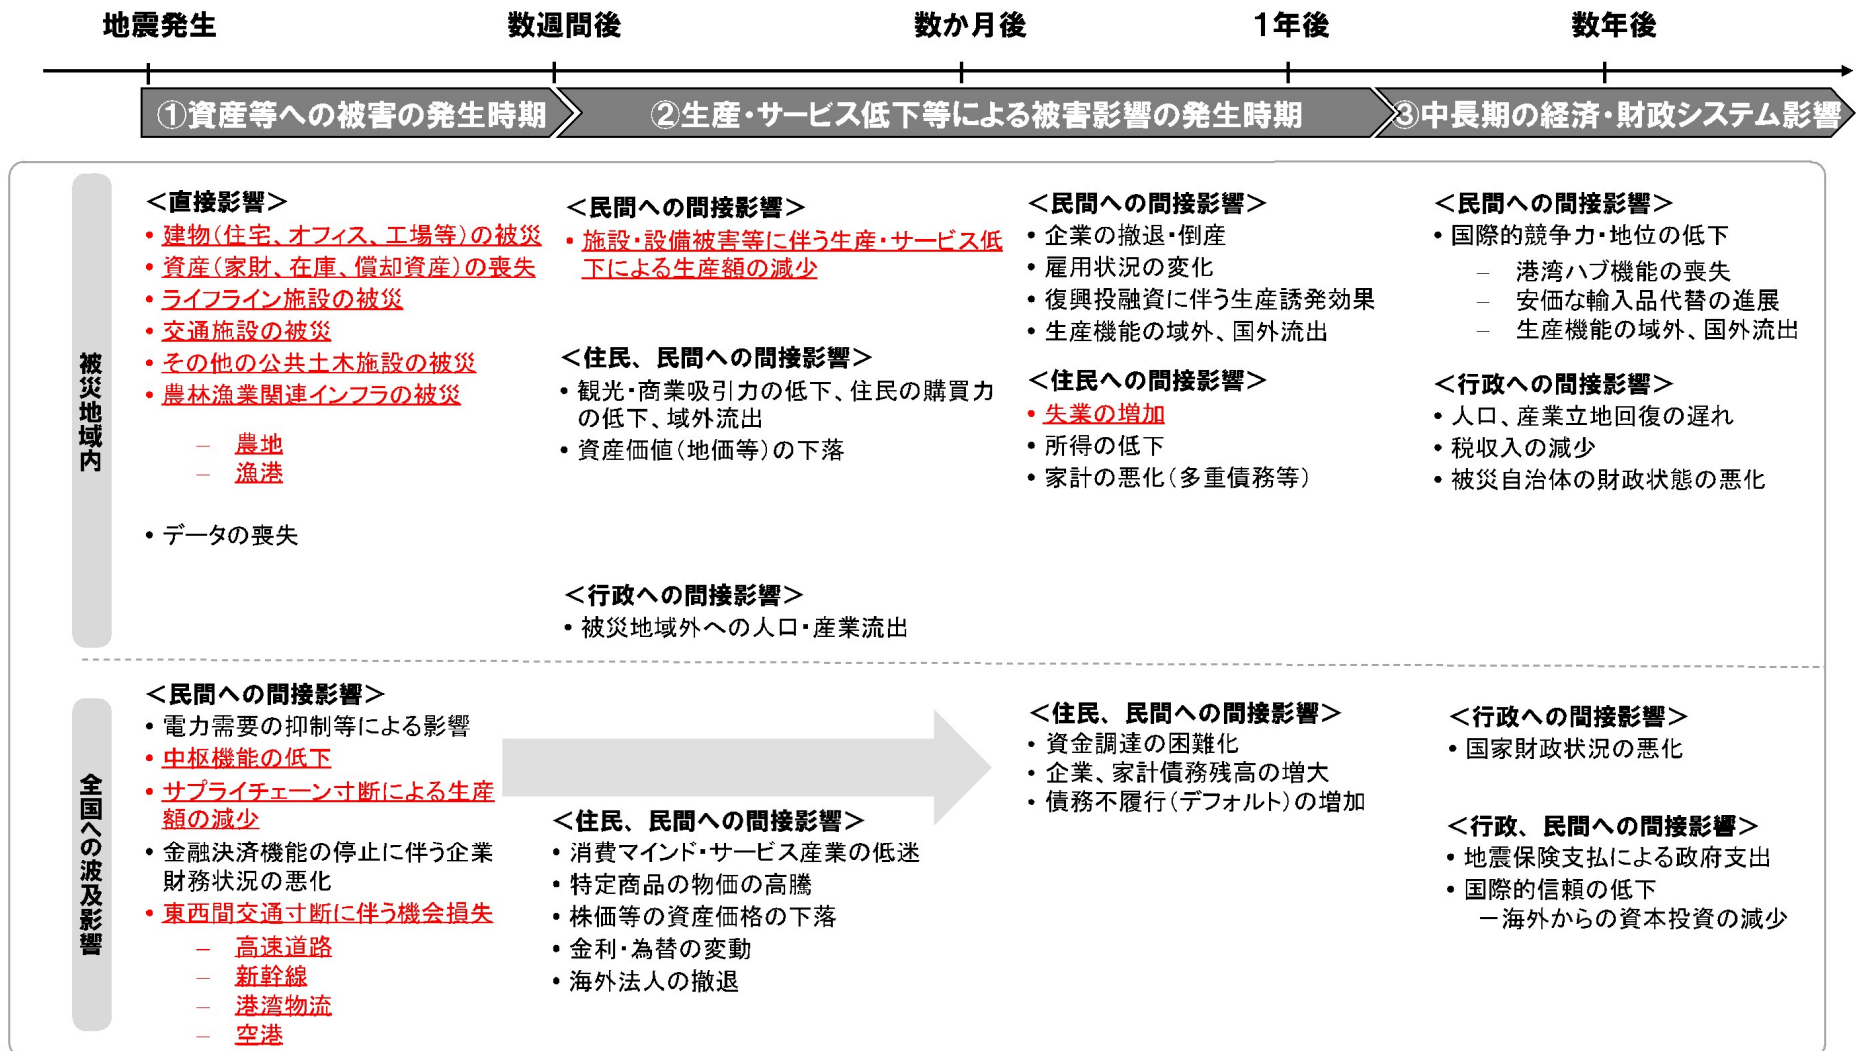 地震発生
数週間後
数か月後
1年後
数年後
①資産等への被害の発生時期
②生産・サービス低下等による被害影響の発生時期
③中長期の経済・財政システム影響
被災地域内
＜直接影響＞
• 建物（住宅、オフィス、工場等）の被災
• 資産（家財、在庫、償却資産）の喪失
• ライフライン施設の被災
• 交通施設の被災
• その他の公共土木施設の被災
• 農林漁業関連インフラの被災
－ 農地
－ 漁港
• データの喪失
＜民間への間接影響＞
• 施設・設備被害等に伴う生産・サービス低
下による生産額の減少
＜住民、民間への間接影響＞
• 観光・商業吸引力の低下、住民の購買力
の低下、域外流出
• 資産価値（地価等）の下落
＜行政への間接影響＞
• 被災地域外への人口・産業流出
＜民間への間接影響＞
• 企業の撤退・倒産
• 雇用状況の変化
• 復興投融資に伴う生産誘発効果
• 生産機能の域外、国外流出
＜住民への間接影響＞
• 失業の増加
• 所得の低下
• 家計の悪化（多重債務等）
＜民間への間接影響＞
• 国際的競争力・地位の低下
－ 港湾ハブ機能の喪失
－ 安価な輸入品代替の進展
－ 生産機能の域外、国外流出
＜行政への間接影響＞
• 人口、産業立地回復の遅れ
• 税収入の減少
• 被災自治体の財政状態の悪化
全国への波及影響
＜民間への間接影響＞
• 電力需要の抑制等による影響
• 中枢機能の低下
• サプライチェーン寸断による生産
額の減少
• 金融決済機能の停止に伴う企業
財務状況の悪化
• 東西間交通寸断に伴う機会損失
－ 高速道路
－ 新幹線
－ 港湾物流
－ 空港
＜住民、民間への間接影響＞
• 消費マインド・サービス産業の低迷
• 特定商品の物価の高騰
• 株価等の資産価格の下落
• 金利・為替の変動
• 海外法人の撤退
＜住民、民間への間接影響＞
• 資金調達の困難化
• 企業、家計債務残高の増大
• 債務不履行（デフォルト）の増加
＜行政への間接影響＞
• 国家財政状況の悪化
＜行政、民間への間接影響＞
• 地震保険支払による政府支出
• 国際的信頼の低下
－海外からの資本投資の減少